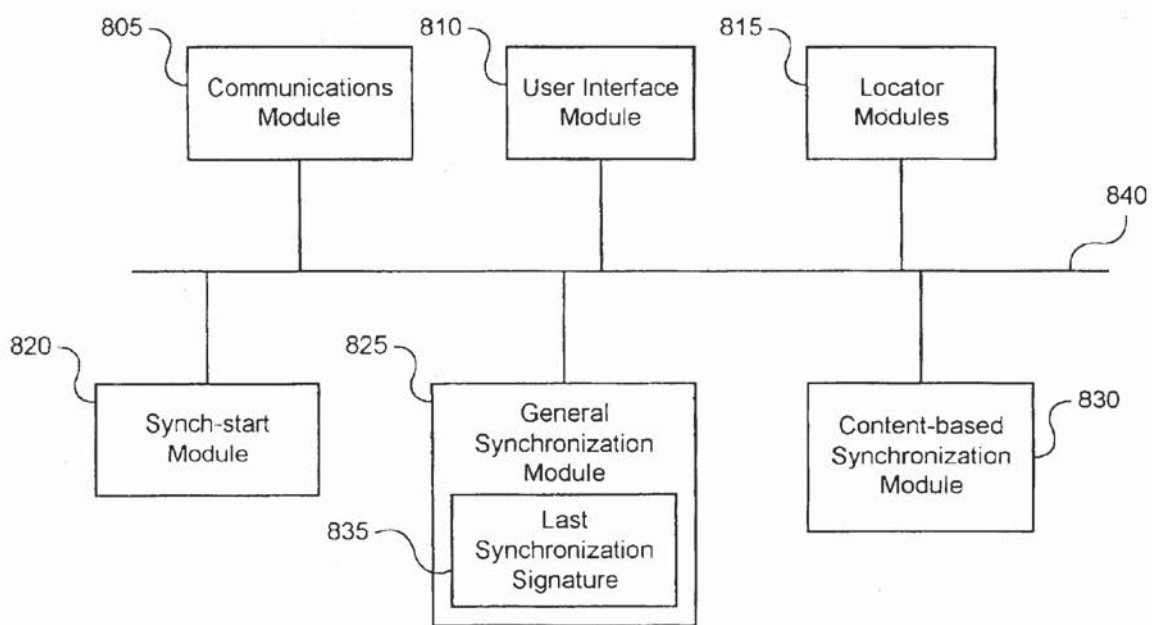 805
Communications
Module
810
User Interface
Module
815
Locator
Modules
840
820
Synch-start
Module
825
General
Synchronization
Module
835
Last
Synchronization
Signature
830
Content-based
Synchronization
Module